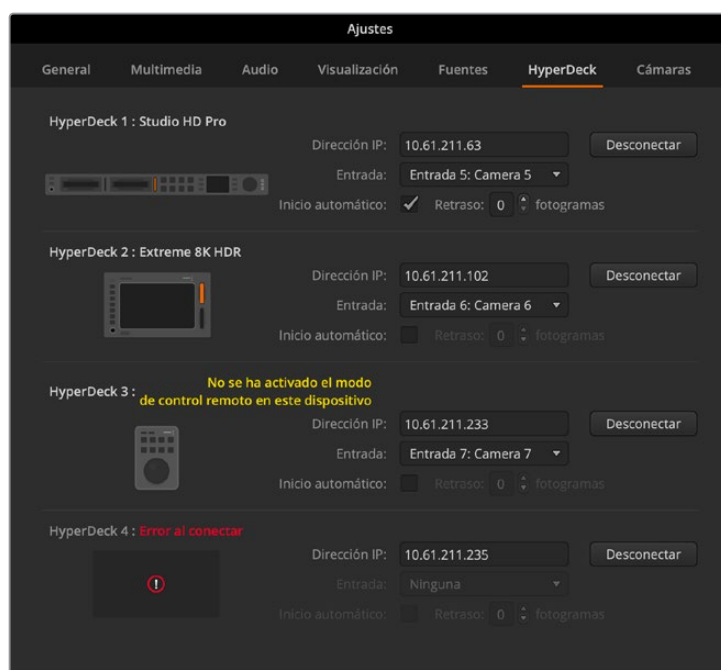 Ajustes
General Multimedia Audio Visualización Fuentes HyperDeck Cámaras
HyperDeck 1 : Studio HD Pro
Dirección IP: 10.61.211.63 Desconectar
Entrada: Entrada 5: Camera 5
Inicio automático: Retraso: 0 fotogramas
HyperDeck 2 : Extreme 8K HDR
Dirección IP: 10.61.211.102 Desconectar
Entrada: Entrada 6: Camera 6
Inicio automático: Retraso: 0 fotogramas
HyperDeck 3 : No se ha activado el modo
de control remoto en este dispositivo
Dirección IP: 10.61.211.233 Desconectar
Entrada: Entrada 7: Camera 7
Inicio automático: Retraso: 0 fotogramas
HyperDeck 4 : Error al conectar
Dirección IP: 10.61.211.235 Desconectar
Entrada: Ninguna
Inicio automático: Retraso: 0 fotogramas